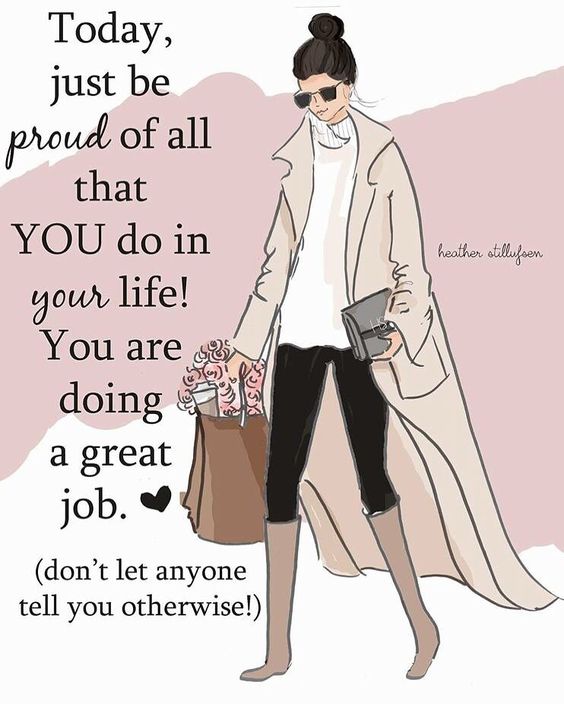 Today,
just be
proud of all
that
YOU do in
your life!
You are
doing
a great
job.
(don't let anyone
tell you otherwise!)
heather stillufsen
HS